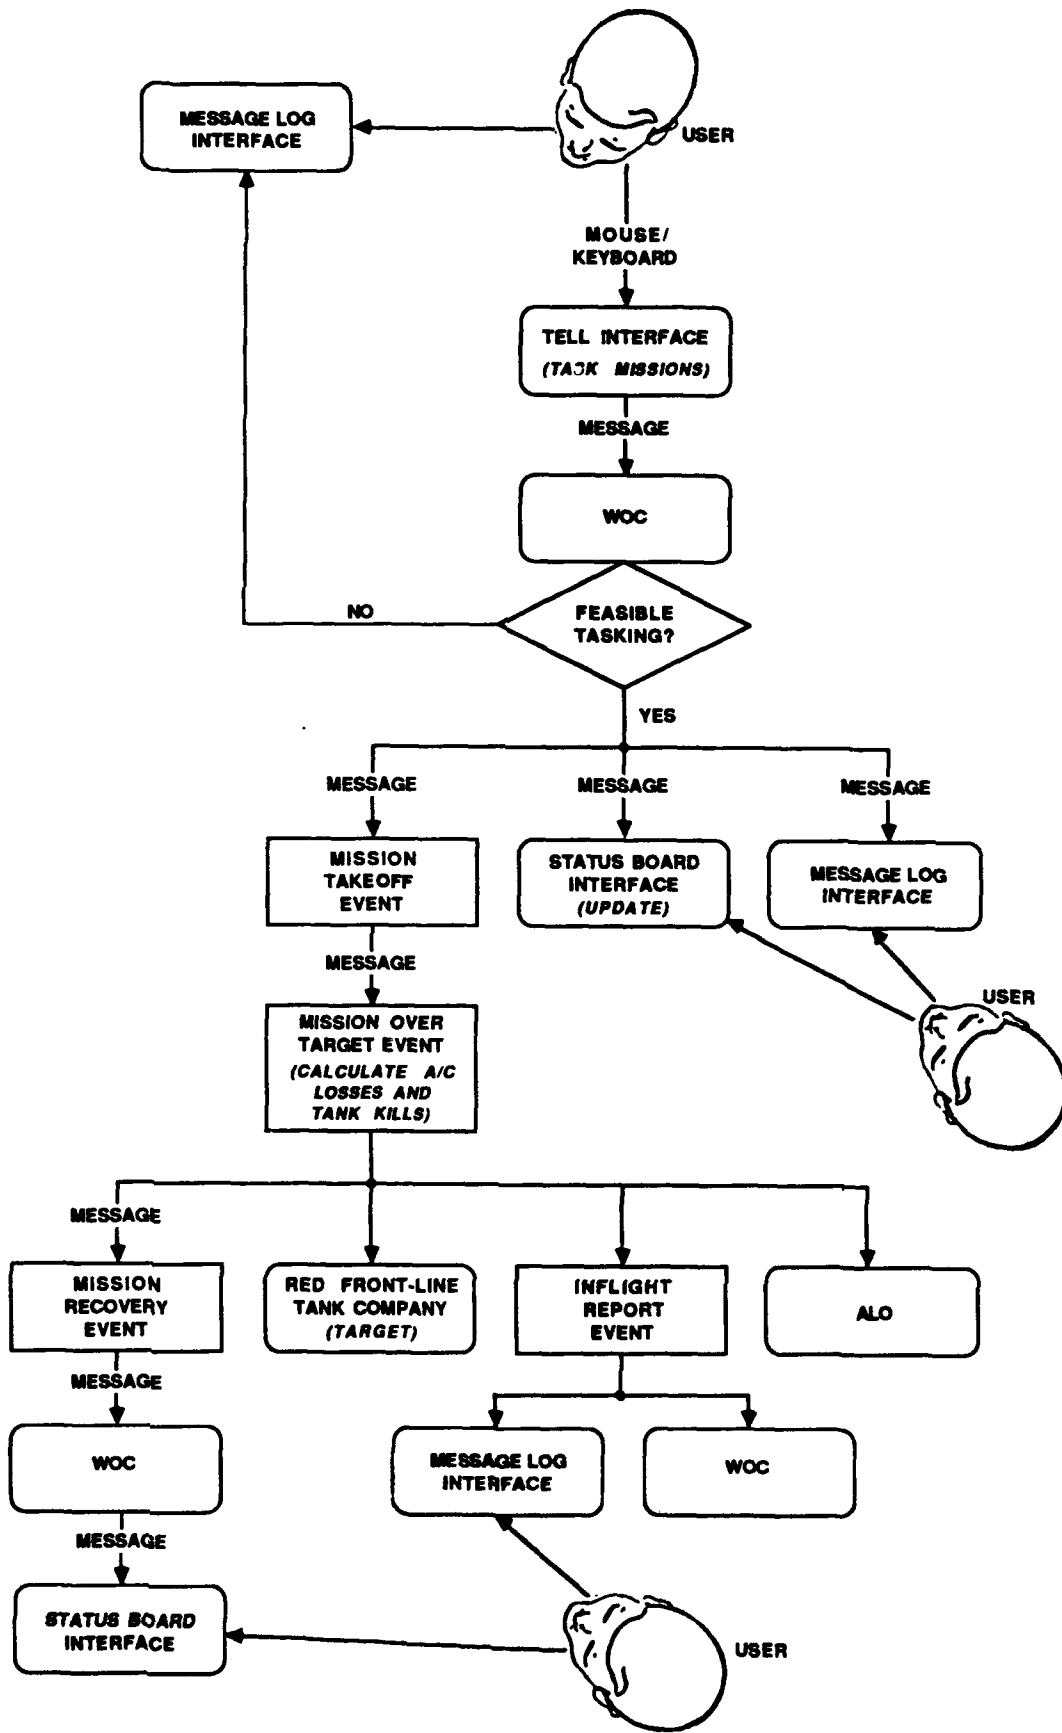 MESSAGE LOG
INTERFACE
USER
MOUSE/
KEYBOARD
TELL INTERFACE
(TASK MISSIONS)
MESSAGE
WOC
FEASIBLE
TASKING?
NO
YES
MESSAGE
MESSAGE
MESSAGE
MISSION
TAKEOFF
EVENT
STATUS BOARD
INTERFACE
(UPDATE)
MESSAGE LOG
INTERFACE
MESSAGE
USER
MISSION OVER
TARGET EVENT
(CALCULATE A/C
LOSSES AND
TANK KILLS)
MESSAGE
MISSION
RECOVERY
EVENT
RED FRONT-LINE
TANK COMPANY
(TARGET)
INFLIGHT
REPORT
EVENT
ALO
MESSAGE
WOC
MESSAGE LOG
INTERFACE
WOC
MESSAGE
STATUS BOARD
INTERFACE
USER